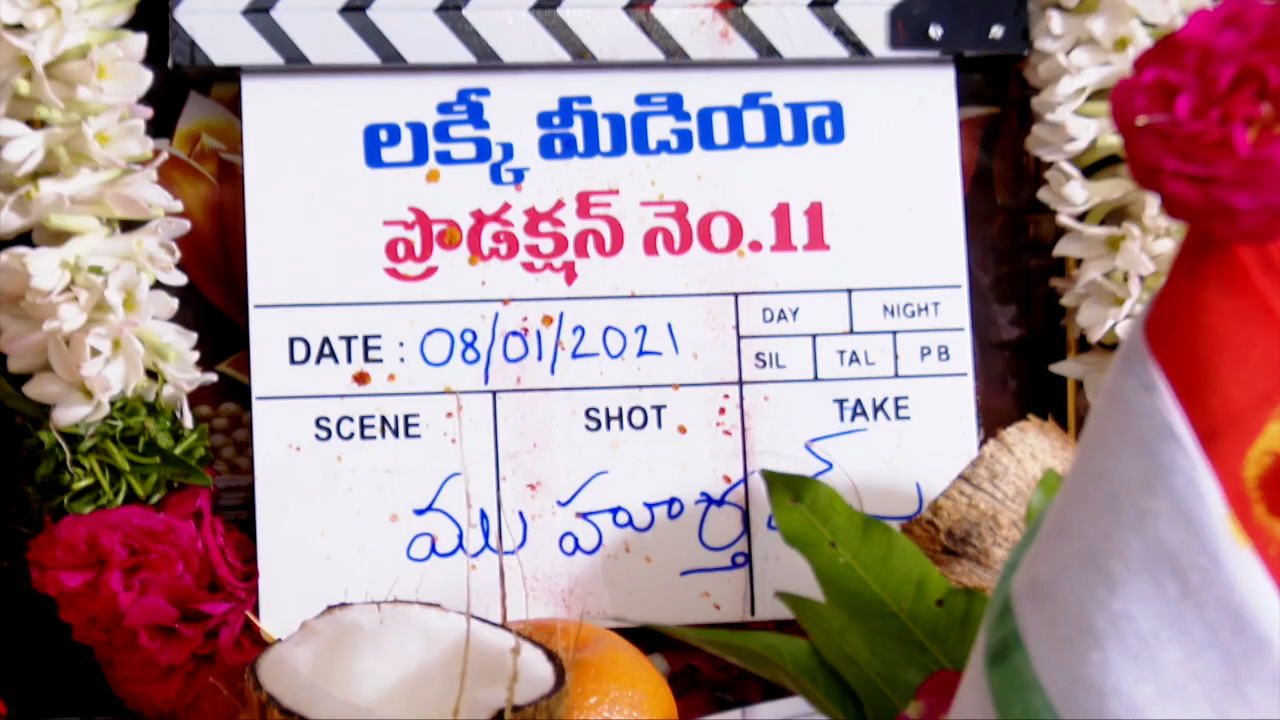 లక్కీ మీడియా
ప్రొడక్షన్ నెం.11
DATE : 08/01/2021
DAY NIGHT
SIL TAL PB
SCENE SHOT TAKE